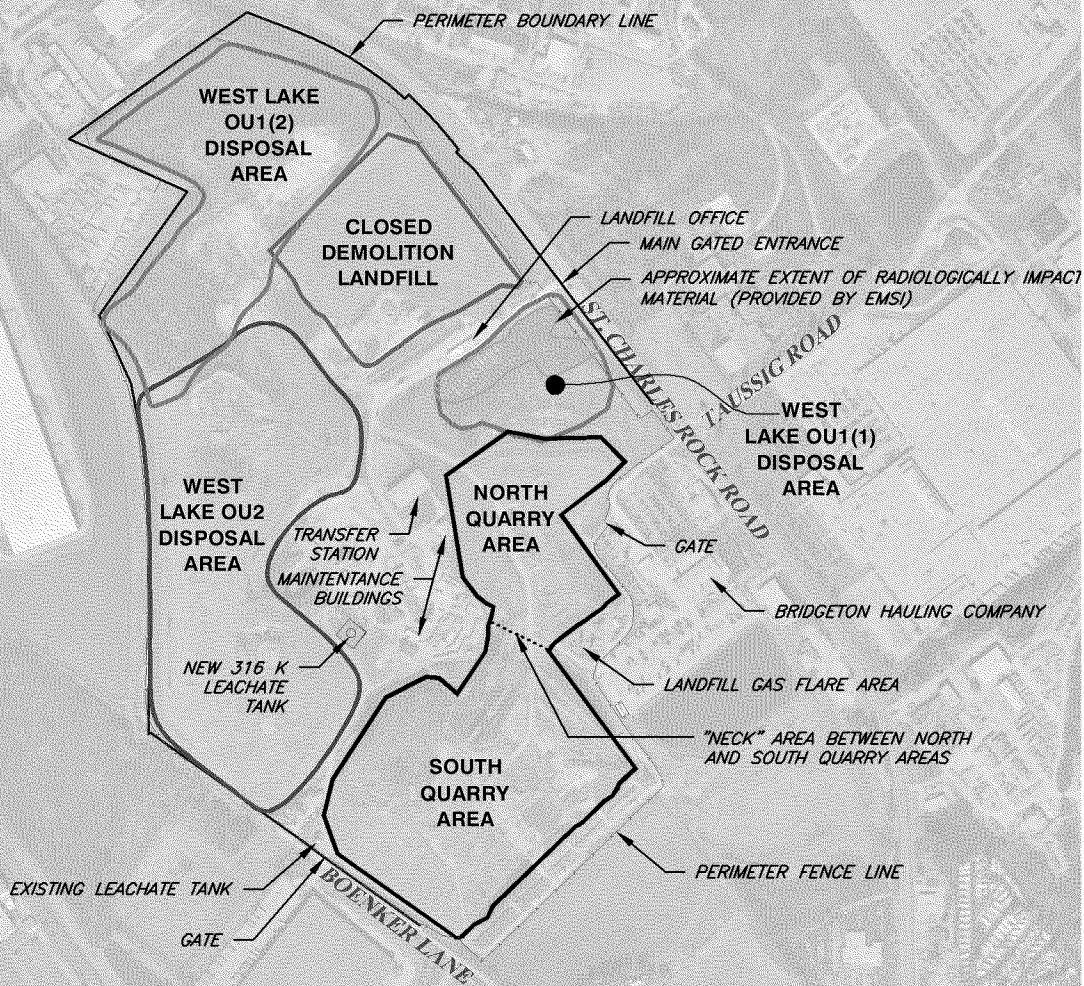 PERIMETER BOUNDARY LINE
WEST LAKE
OU1(2)
DISPOSAL
AREA
CLOSED
DEMOLITION
LANDFILL
LANDFILL OFFICE
MAIN GATED ENTRANCE
APPROXIMATE EXTENT OF RADIOLOGICALLY IMPACT
MATERIAL (PROVIDED BY EMSI)
ST. CHARLES ROCK ROAD
TAUSSIG ROAD
WEST
LAKE OU1(1)
DISPOSAL
AREA
WEST
LAKE OU2
DISPOSAL
AREA
NORTH
QUARRY
AREA
TRANSFER
STATION
MAINTENTANCE
BUILDINGS
GATE
BRIDGETON HAULING COMPANY
NEW 316 K
LEACHATE
TANK
LANDFILL GAS FLARE AREA
"NECK" AREA BETWEEN NORTH
AND SOUTH QUARRY AREAS
SOUTH
QUARRY
AREA
PERIMETER FENCE LINE
EXISTING LEACHATE TANK
GATE
BOENKER LANE